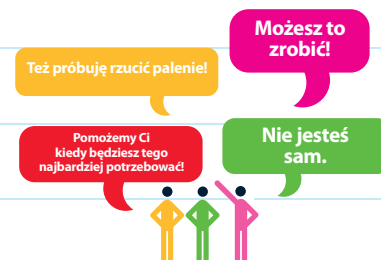 Możesz to
zrobić!
Też próbuję rzucić palenie!
Pomożemy Ci
kiedy będziesz tego
najbardziej potrzebować!
Nie jesteś
sam.